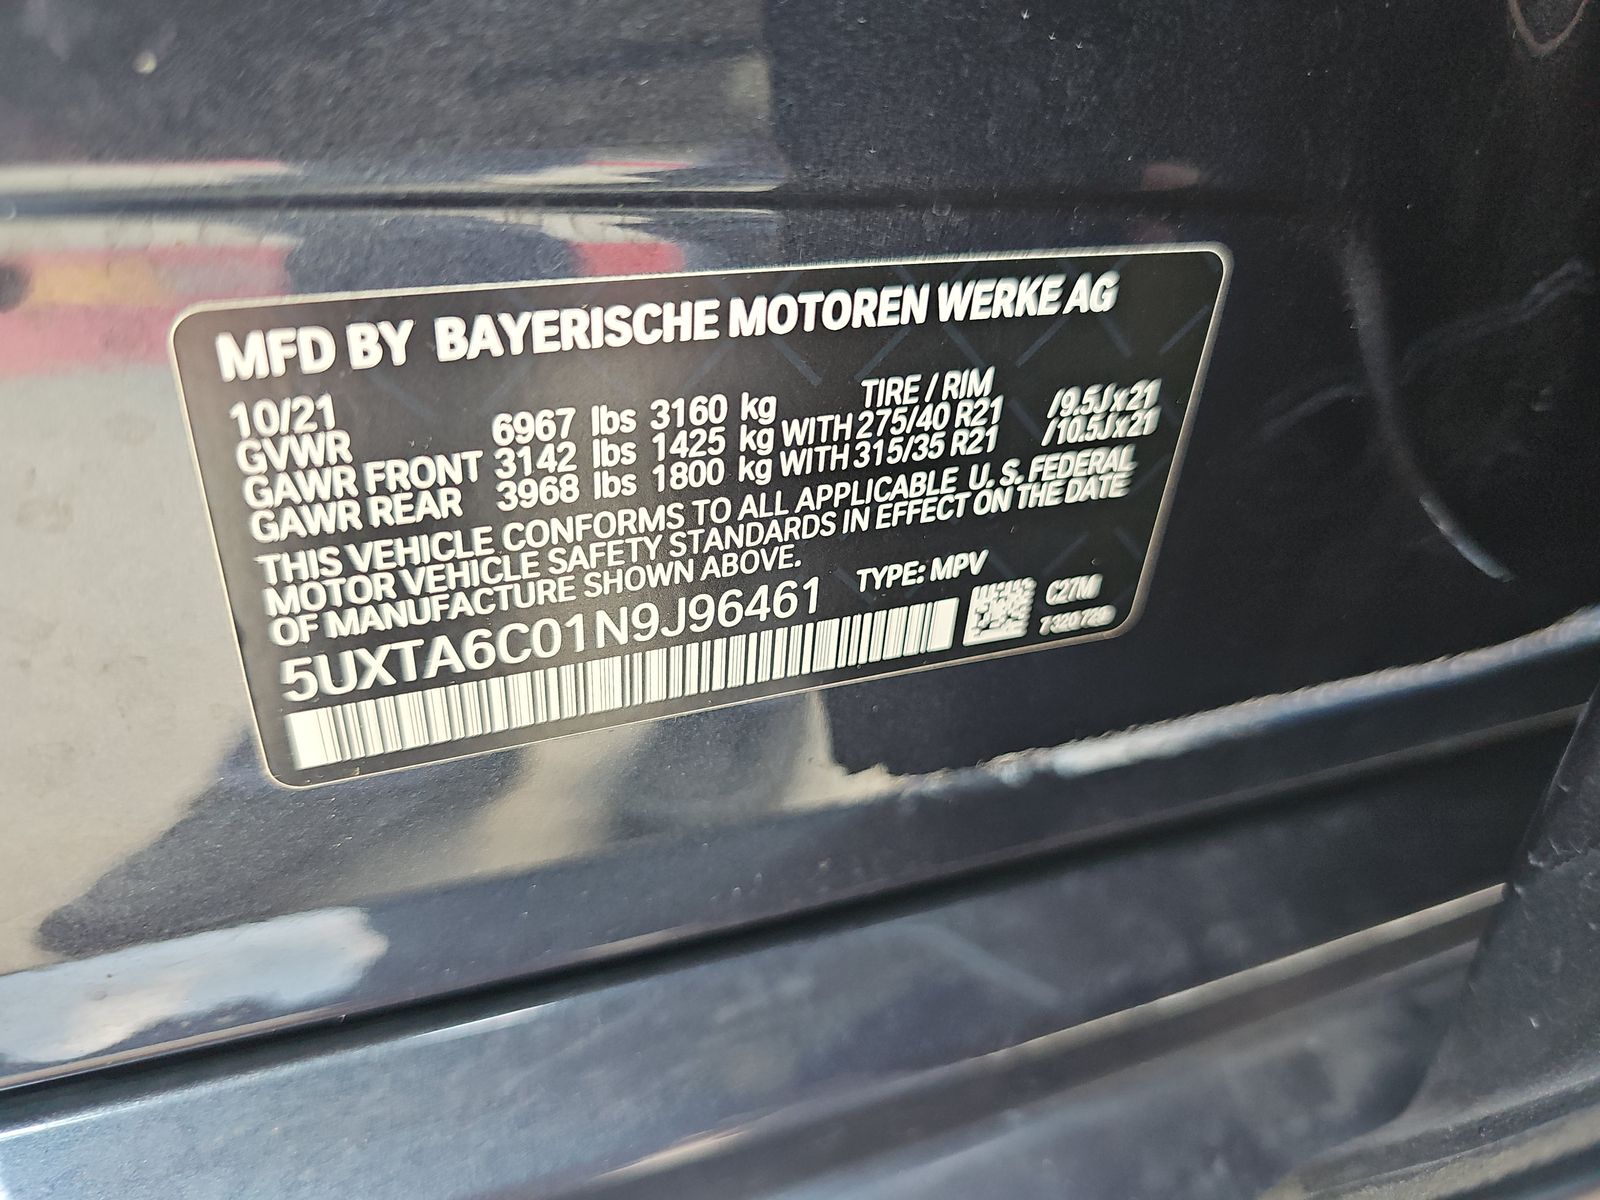 MFD BY BAYERISCHE MOTOREN WERKE AG
10/21 TIRE / RIM
GVWR 6967 lbs 3160 kg
GAWR FRONT 3142 lbs 1425 kg WITH 275/40 R21 /9.5Jx21
GAWR REAR 3968 lbs 1800 kg WITH 315/35 R21 /10.5Jx21
THIS VEHICLE CONFORMS TO ALL APPLICABLE U. S. FEDERAL
MOTOR VEHICLE SAFETY STANDARDS IN EFFECT ON THE DATE
OF MANUFACTURE SHOWN ABOVE.
5UXTA6C01N9J96461 TYPE: MPV
C27M